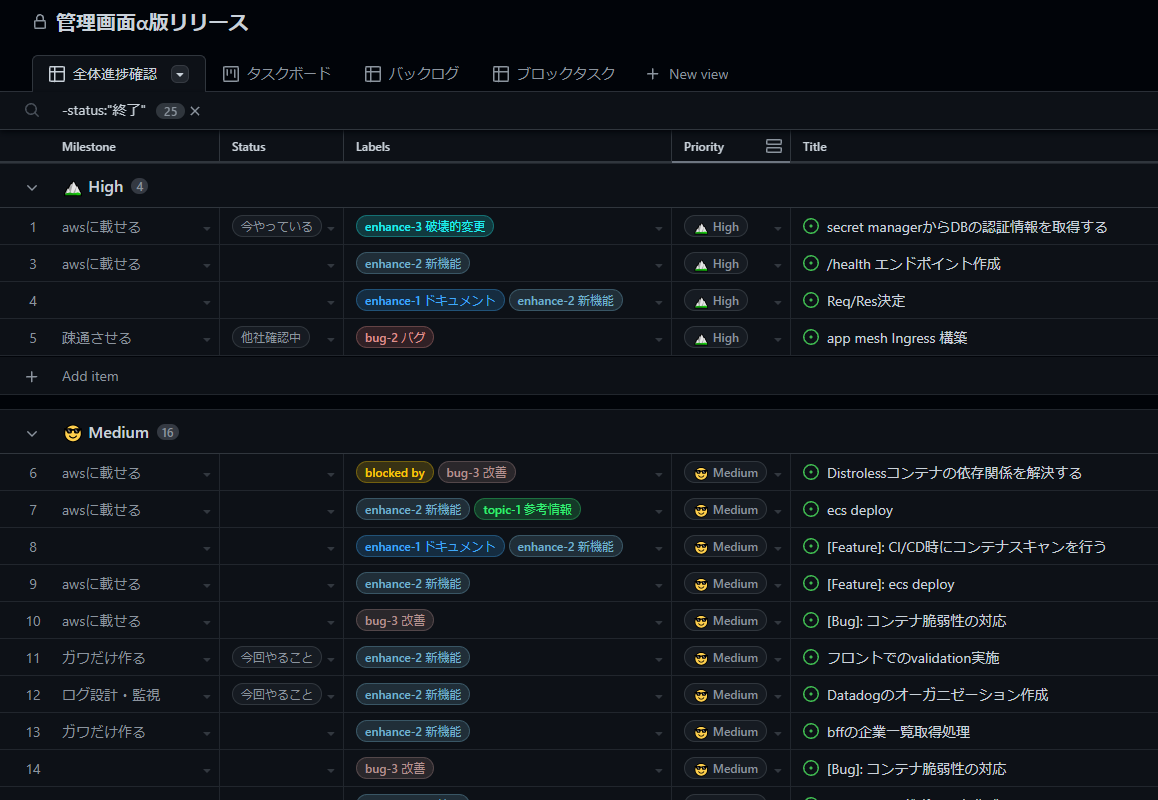 管理画面α版リリース
全体進捗確認 タスクボード バックログ ブロックタスク New view
-status:"終了" 25
Milestone Status Labels Priority Title
High 4
1 awsに載せる 今やっている enhance-3 破壊的変更 High secret managerからDBの認証情報を取得する
3 awsに載せる enhance-2 新機能 High /health エンドポイント作成
4 enhance-1 ドキュメント enhance-2 新機能 High Req/Res決定
5 疎通させる 他社確認中 bug-2 バグ High app mesh Ingress 構築
Add item
Medium 16
6 awsに載せる blocked by bug-3 改善 Medium Distrolessコンテナの依存関係を解決する
7 awsに載せる enhance-2 新機能 topic-1 参考情報 Medium ecs deploy
8 enhance-1 ドキュメント enhance-2 新機能 Medium [Feature]: CI/CD時にコンテナスキャンを行う
9 awsに載せる enhance-2 新機能 Medium [Feature]: ecs deploy
10 awsに載せる bug-3 改善 Medium [Bug]: コンテナ脆弱性の対応
11 ガワだけ作る 今回やること enhance-2 新機能 Medium フロントでのvalidation実施
12 ログ設計・監視 今回やること enhance-2 新機能 Medium Datadogのオーガニゼーション作成
13 ガワだけ作る enhance-2 新機能 Medium bffの企業一覧取得処理
14 bug-3 改善 Medium [Bug]: コンテナ脆弱性の対応